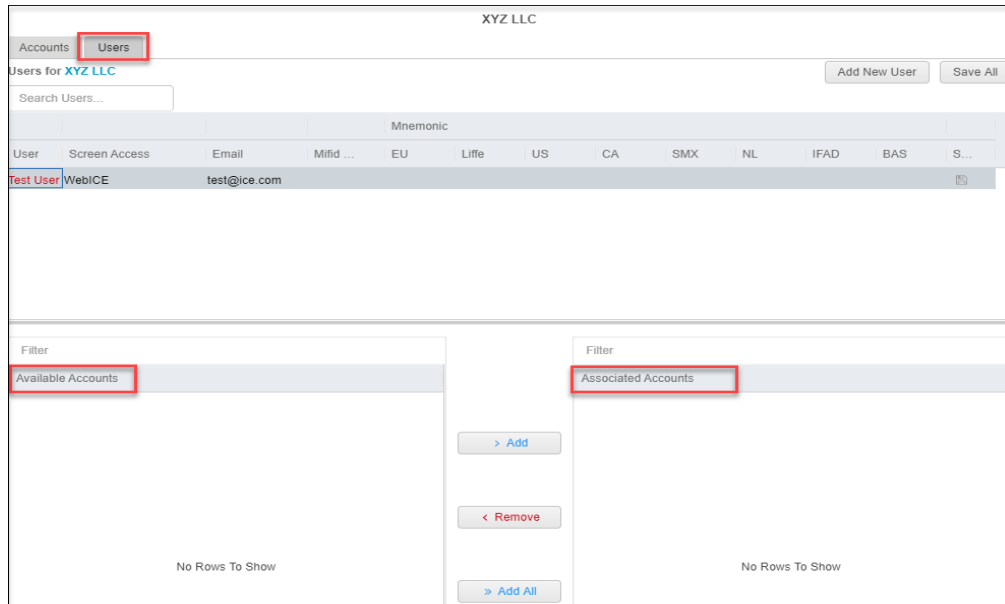 XYZ LLC
Accounts Users
Users for XYZ LLC
Add New User
Save All
Search Users...
Mnemonic
User Screen Access Email Mifid ... EU Liffe US CA SMX NL IFAD BAS S...
Test User WebICE test@ice.com
Filter
Filter
Available Accounts
Associated Accounts
> Add
< Remove
No Rows To Show
No Rows To Show
» Add All